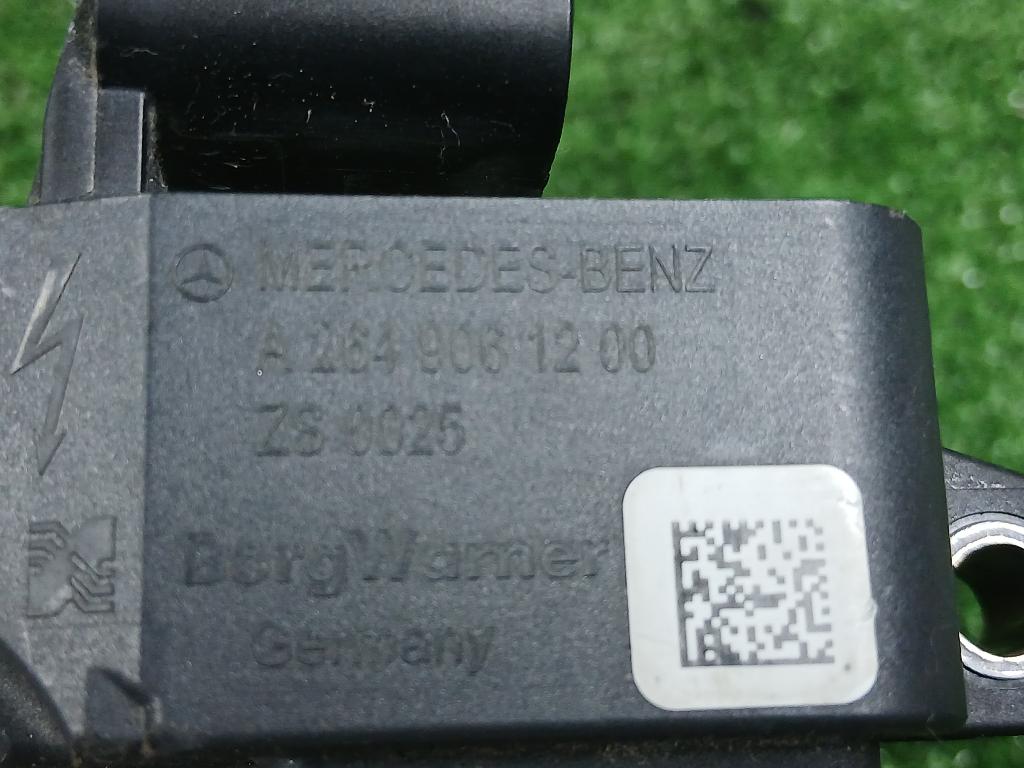 MERCEDES-BENZ
A 264 906 12 00
ZS 0025
BorgWarner
Germany